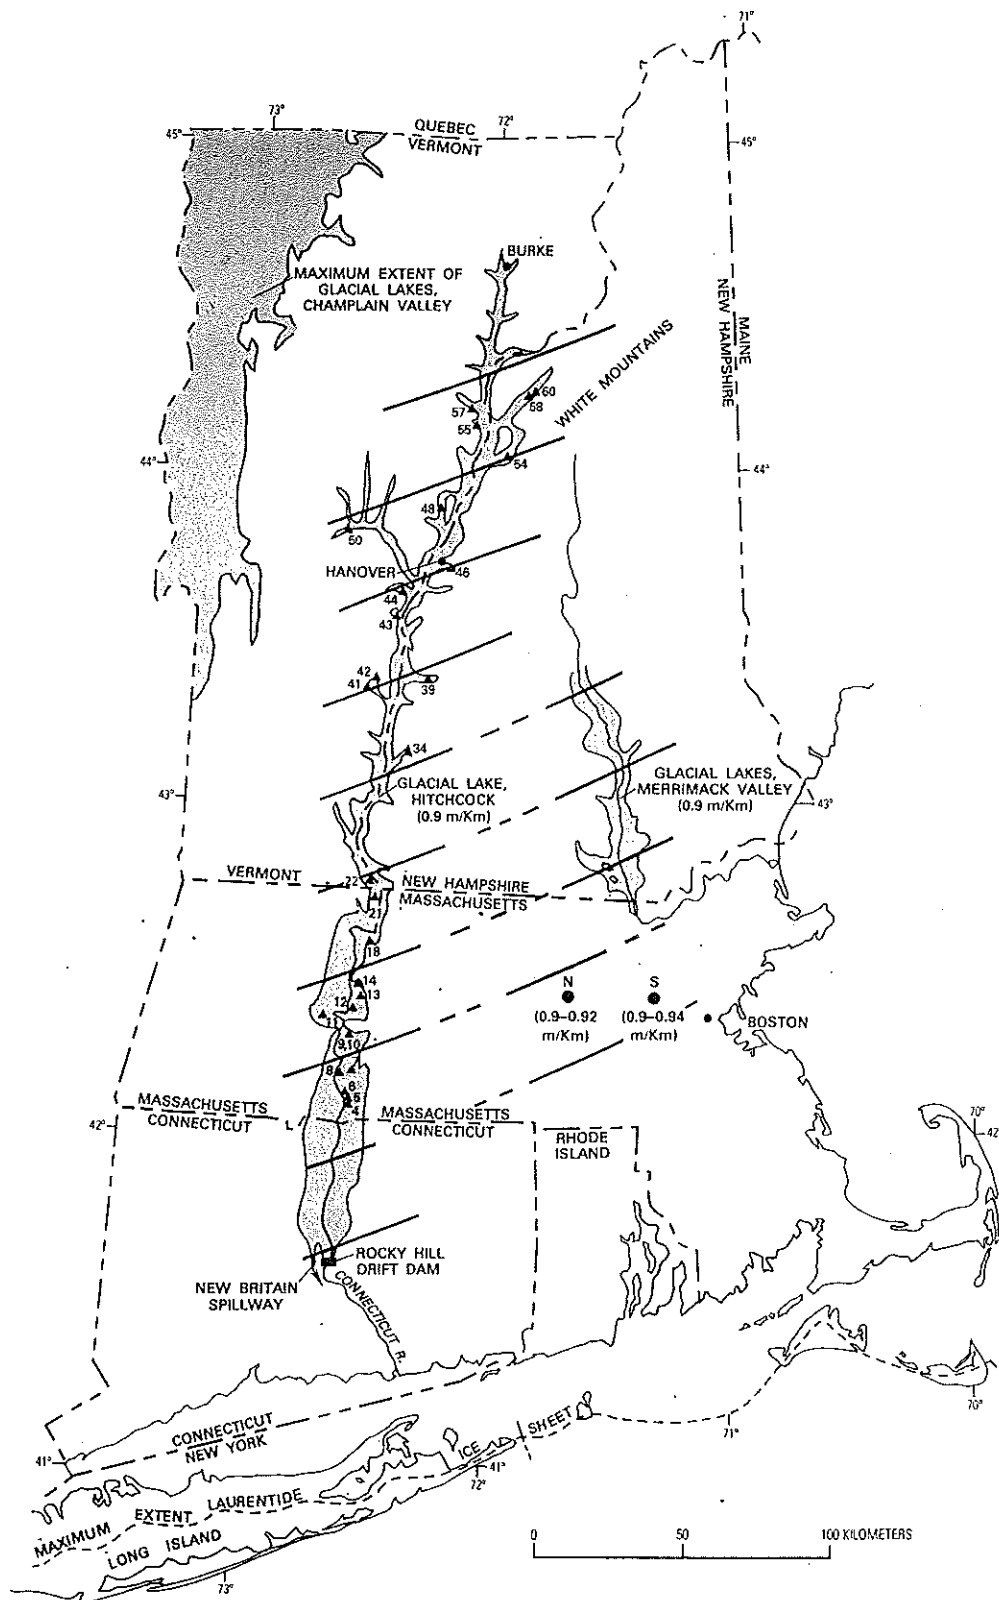 71°
73°
72°
45°
QUEBEC
VERMONT
45°
BURKE
MAXIMUM EXTENT OF
GLACIAL LAKES,
CHAMPLAIN VALLEY
MAINE
NEW HAMPSHIRE
WHITE MOUNTAINS
60
58
57
55
54
44°
44°
48
50
HANOVER
46
44
43
42
41
39
34
GLACIAL LAKE,
HITCHCOCK
(0.9 m/Km)
GLACIAL LAKES,
MERRIMACK VALLEY
(0.9 m/Km)
43°
43°
VERMONT
22
NEW HAMPSHIRE
MASSACHUSETTS
21
18
14
13
12
11
N
(0.9–0.92
m/Km)
S
(0.9–0.94
m/Km)
BOSTON
9,10
8
6
5
4
MASSACHUSETTS
CONNECTICUT
MASSACHUSETTS
CONNECTICUT
42°
RHODE
ISLAND
70°
42
ROCKY HILL
DRIFT DAM
NEW BRITAIN
SPILLWAY
CONNECTICUT R.
70°
71°
CONNECTICUT
NEW YORK
41°
41°
72°
MAXIMUM EXTENT LAURENTIDE ICE SHEET
LONG ISLAND
73°
0 50 100 KILOMETERS